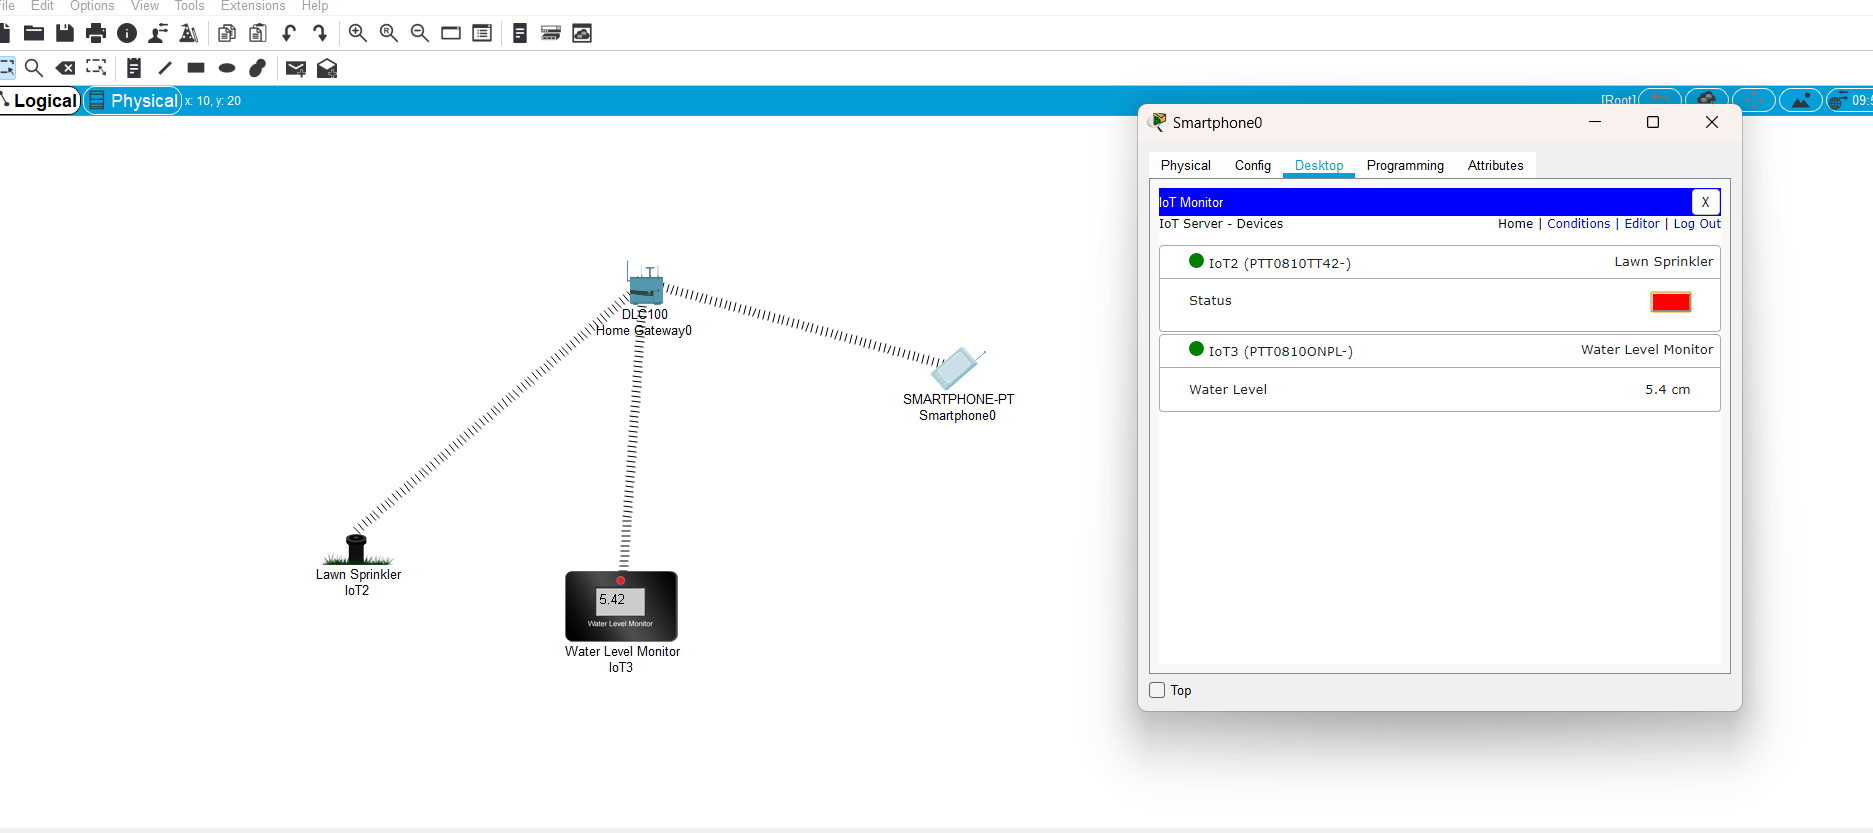 File Edit Options View Tools Extensions Help
Logical Physical x: 10, y: 20 [Root] 09:5
DLC100
Home Gateway0
SMARTPHONE-PT
Smartphone0
Lawn Sprinkler
IoT2
5.42
Water Level Monitor
Water Level Monitor
IoT3
Smartphone0
Physical Config Desktop Programming Attributes
IoT Monitor X
IoT Server - Devices Home | Conditions | Editor | Log Out
IoT2 (PTT0810TT42-) Lawn Sprinkler
Status
IoT3 (PTT0810ONPL-) Water Level Monitor
Water Level 5.4 cm
Top